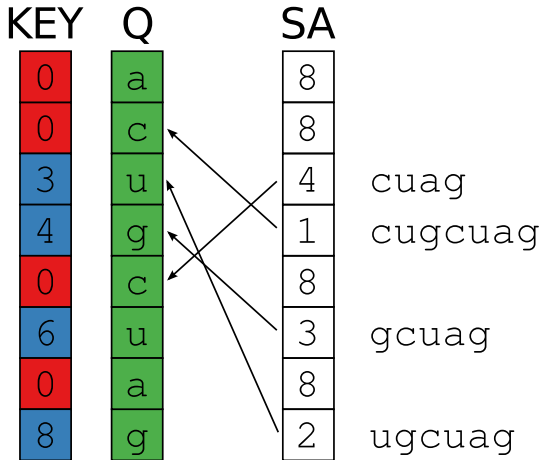 KEY Q SA
0 a 8
0 c 8
3 u 4 cuag
4 g 1 cugcuag
0 c 8
6 u 3 gcuag
0 a 8
8 g 2 ugcuag